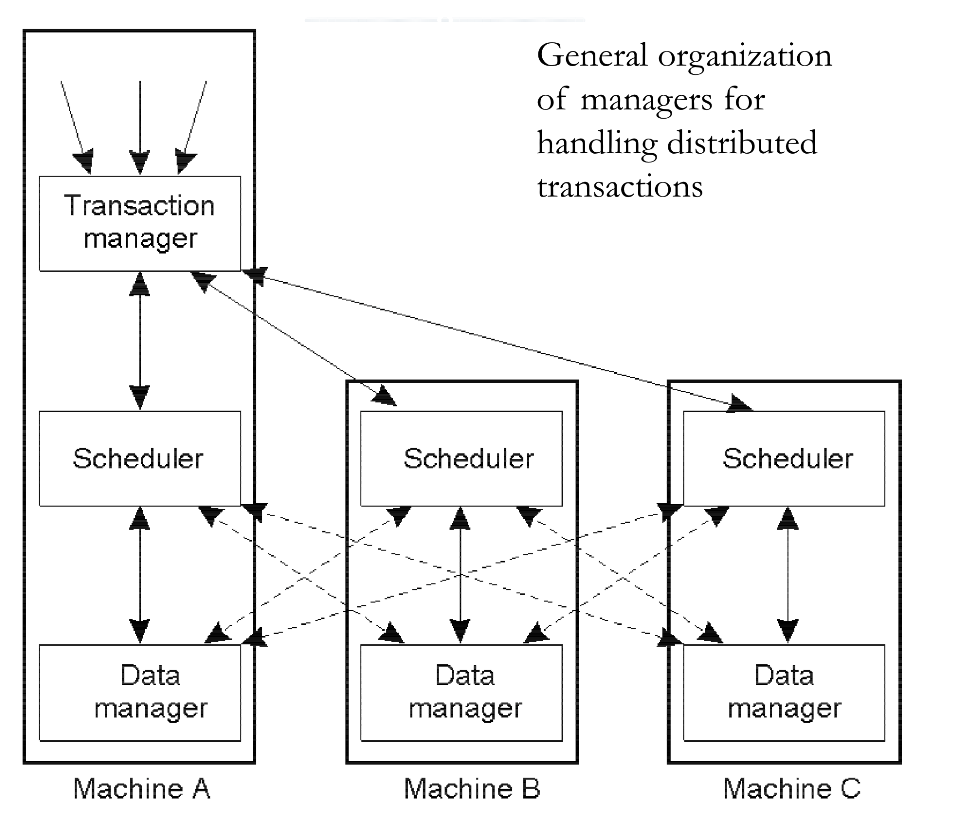 General organization
of managers for
handling distributed
transactions
Transaction
manager
Scheduler
Scheduler
Scheduler
Data
manager
Data
manager
Data
manager
Machine A
Machine B
Machine C